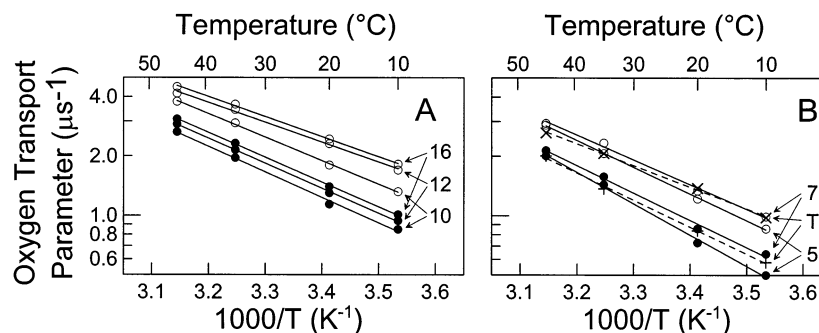 Temperature (°C)
50 40 30 20 10
Temperature (°C)
50 40 30 20 10
Oxygen Transport
Parameter (μs⁻¹)
4.0
2.0
1.0
0.8
0.6
A
16
12
10
B
7
T
5
3.1 3.2 3.3 3.4 3.5 3.6
1000/T (K⁻¹)
3.1 3.2 3.3 3.4 3.5 3.6
1000/T (K⁻¹)